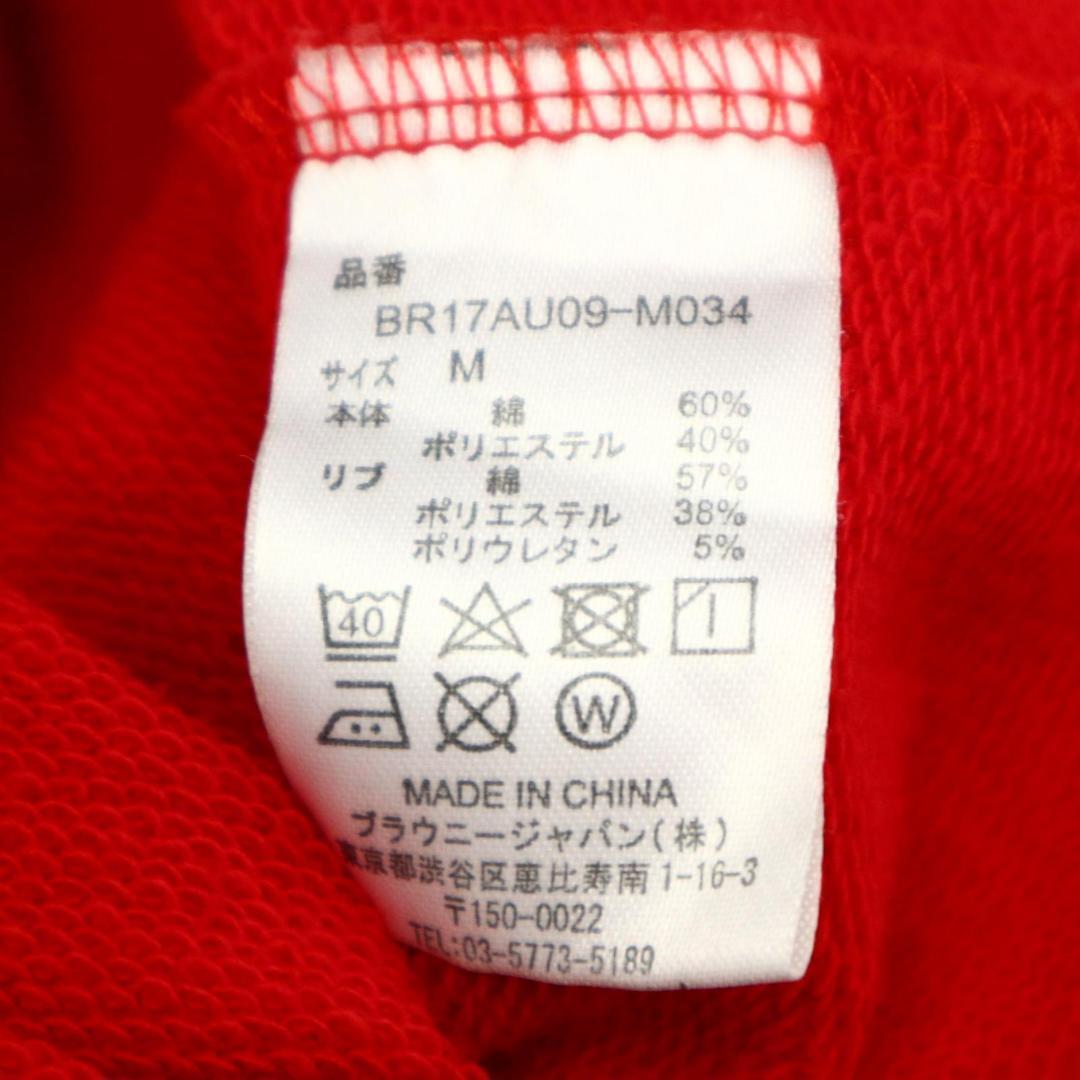 品番
BR17AU09-M034
サイズ M
本体 綿 60%
ポリエステル 40%
リブ 綿 57%
ポリエステル 38%
ポリウレタン 5%
40
W
MADE IN CHINA
ブラウニージャパン(株)
東京都渋谷区恵比寿南1-16-3
〒150-0022
TEL:03-5773-5189